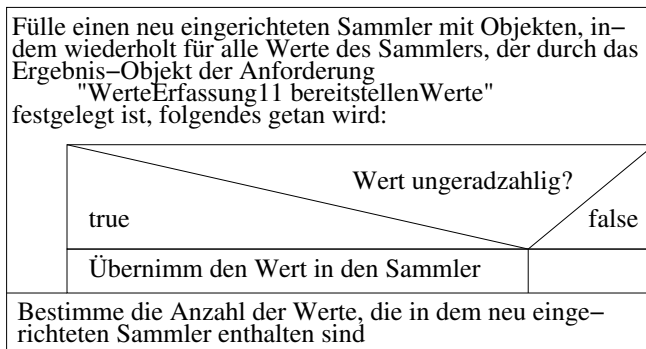 Fülle einen neu eingerichteten Sammler mit Objekten, in–
dem wiederholt für alle Werte des Sammlers, der durch das
Ergebnis–Objekt der Anforderung
"WerteErfassung11 bereitstellenWerte"
festgelegt ist, folgendes getan wird:
Wert ungeradzahlig?
true
false
Übernimm den Wert in den Sammler
Bestimme die Anzahl der Werte, die in dem neu einge–
richteten Sammler enthalten sind